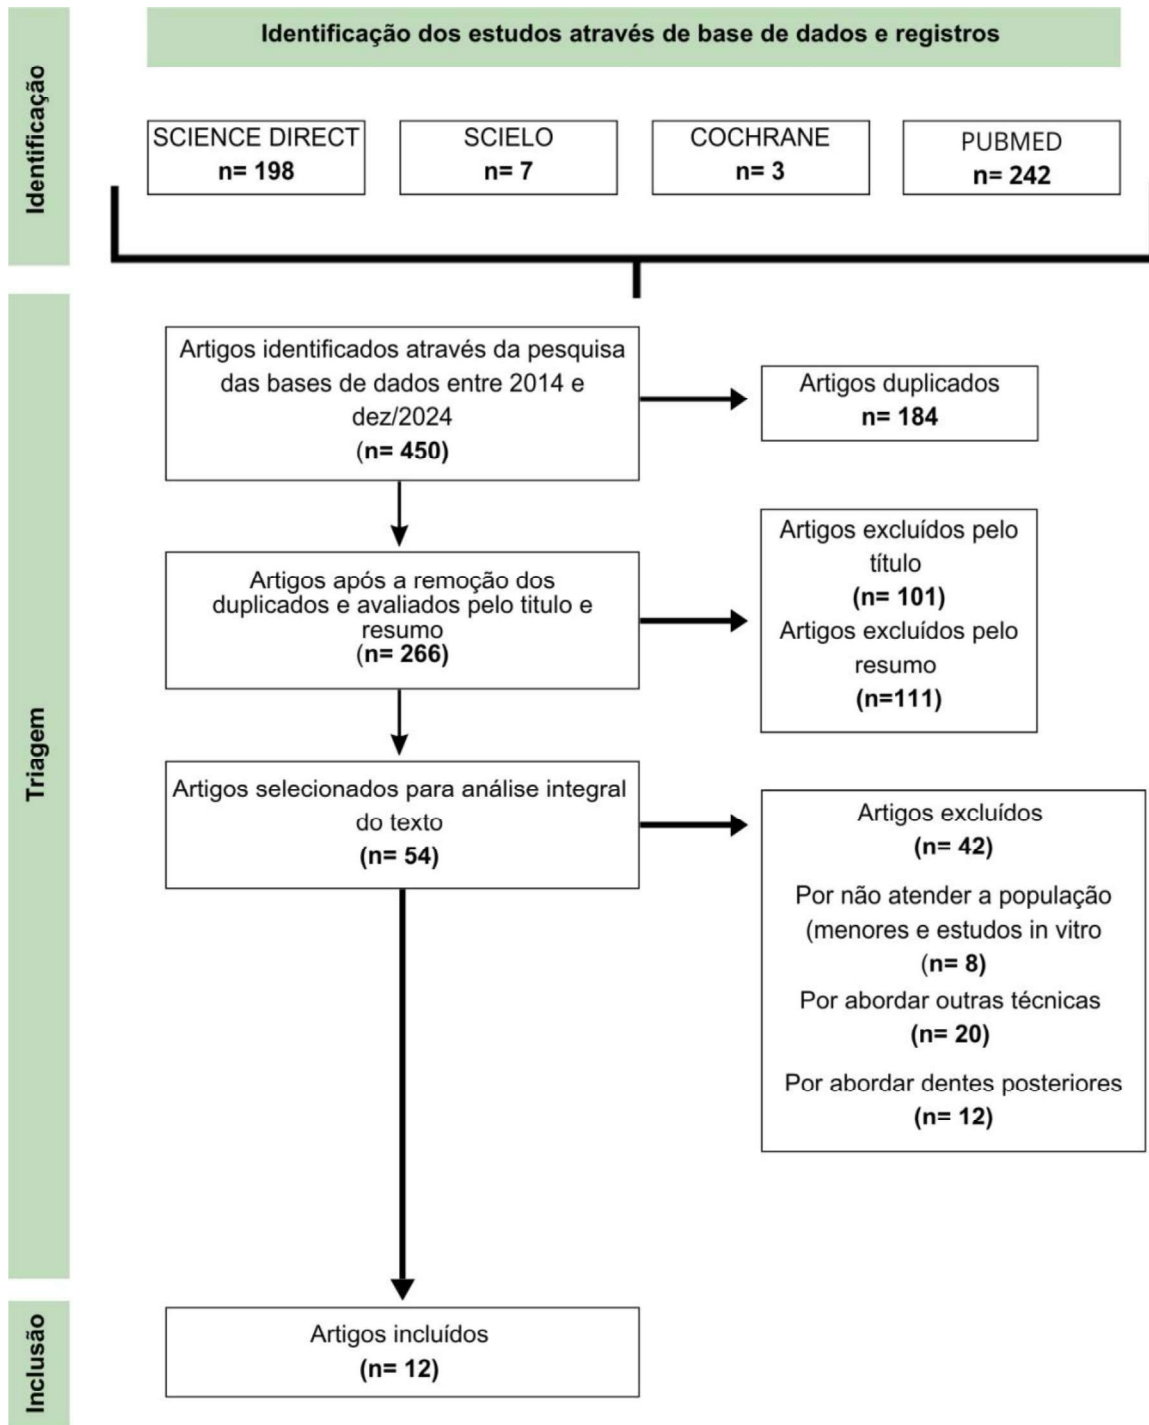 Identificação dos estudos através de base de dados e registros
Identificação
SCIENCE DIRECT
n= 198
SCIELO
n= 7
COCHRANE
n= 3
PUBMED
n= 242
Triagem
Artigos identificados através da pesquisa
das bases de dados entre 2014 e
dez/2024
(n= 450)
Artigos duplicados
n= 184
Artigos após a remoção dos
duplicados e avaliados pelo titulo e
resumo
(n= 266)
Artigos excluídos pelo
título
(n= 101)
Artigos excluídos pelo
resumo
(n=111)
Artigos selecionados para análise integral
do texto
(n= 54)
Artigos excluídos
(n= 42)
Por não atender a população
(menores e estudos in vitro
(n= 8)
Por abordar outras técnicas
(n= 20)
Por abordar dentes posteriores
(n= 12)
Inclusão
Artigos incluídos
(n= 12)